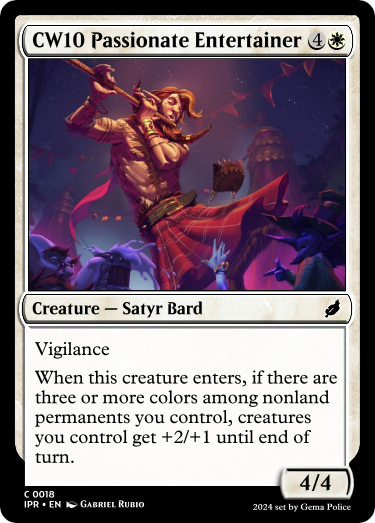 CW10 Passionate Entertainer 4
Creature — Satyr Bard
Vigilance
When this creature enters, if there are
three or more colors among nonland
permanents you control, creatures
you control get +2/+1 until end of
turn.
4/4
C 0018
IPR • EN Gabriel Rubio
2024 set by Gema Police